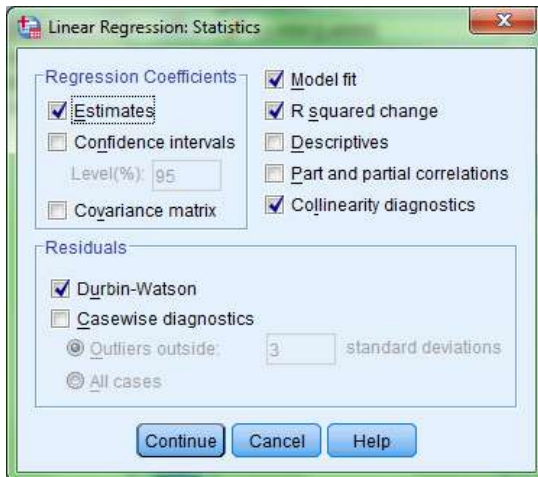 Linear Regression: Statistics
Regression Coefficients
Estimates
Confidence intervals
Level(%): 95
Covariance matrix
Model fit
R squared change
Descriptives
Part and partial correlations
Collinearity diagnostics
Residuals
Durbin-Watson
Casewise diagnostics
Outliers outside: 3 standard deviations
All cases
Continue Cancel Help